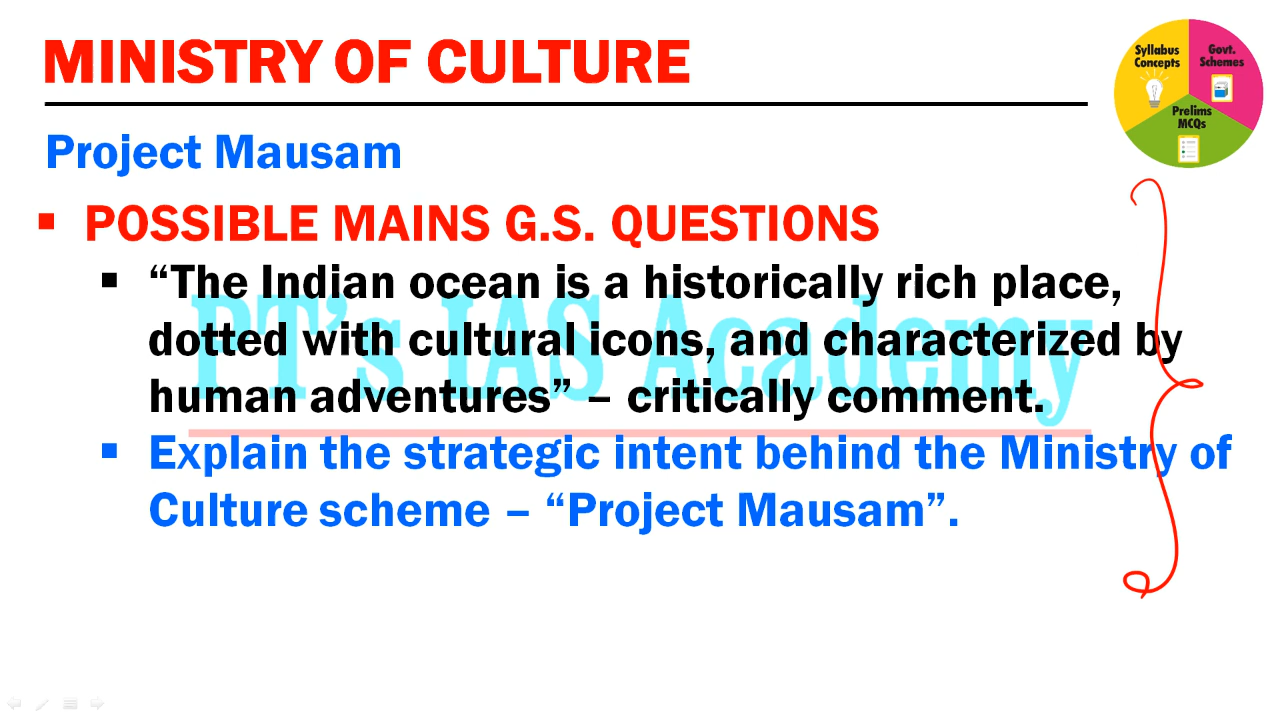 MINISTRY OF CULTURE
Syllabus
Concepts
Govt.
Schemes
Prelims
MCQs
Project Mausam
▪ POSSIBLE MAINS G.S. QUESTIONS
▪ “The Indian ocean is a historically rich place,
dotted with cultural icons, and characterized by
human adventures” – critically comment.
▪ Explain the strategic intent behind the Ministry of
Culture scheme – “Project Mausam”.
PT's IAS Academy